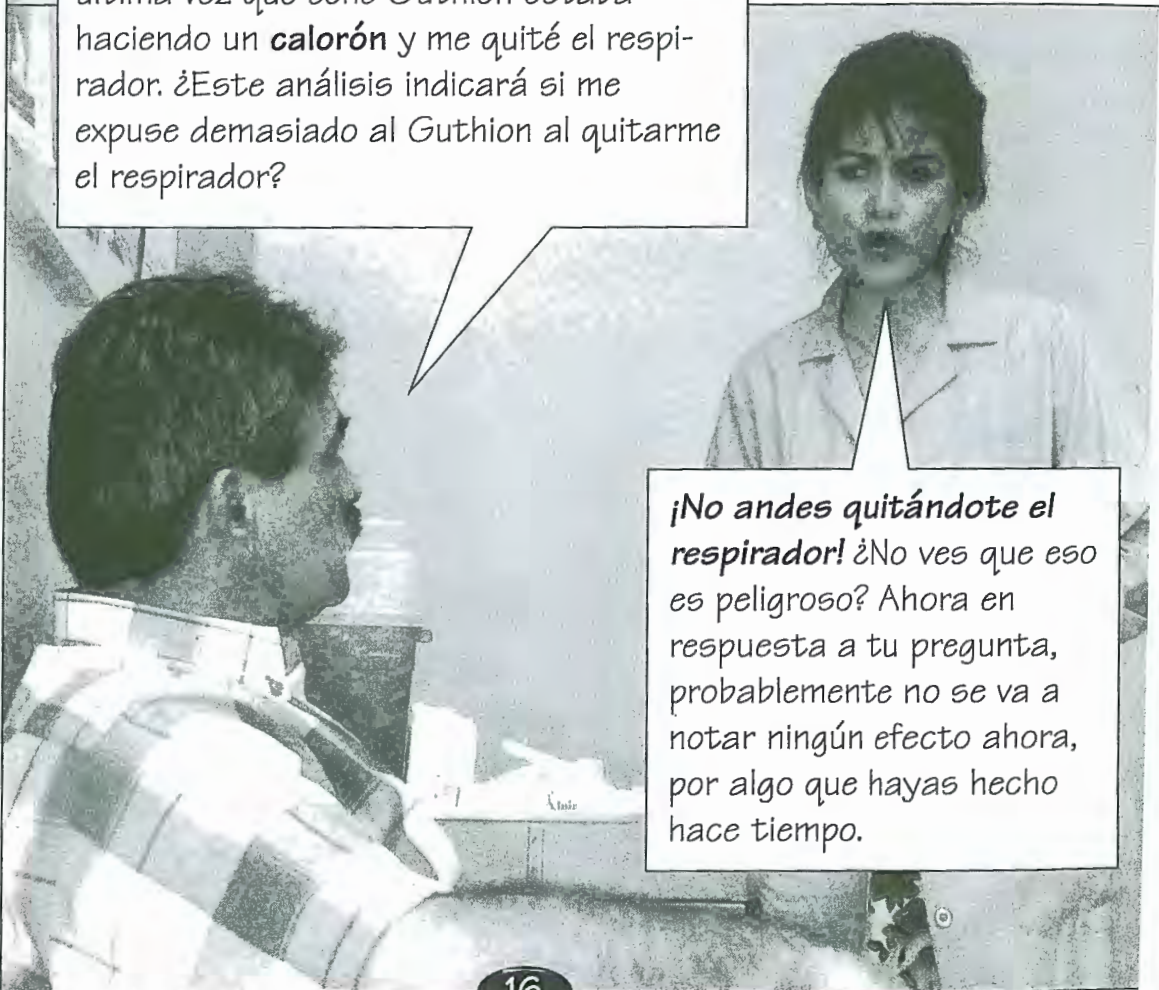 haciendo un calorón y me quité el respi-
rador. ¿Este análisis indicará si me
expuse demasiado al Guthion al quitarme
el respirador?
¡No andes quitándote el
respirador! ¿No ves que eso
es peligroso? Ahora en
respuesta a tu pregunta,
probablemente no se va a
notar ningún efecto ahora,
por algo que hayas hecho
hace tiempo.
16